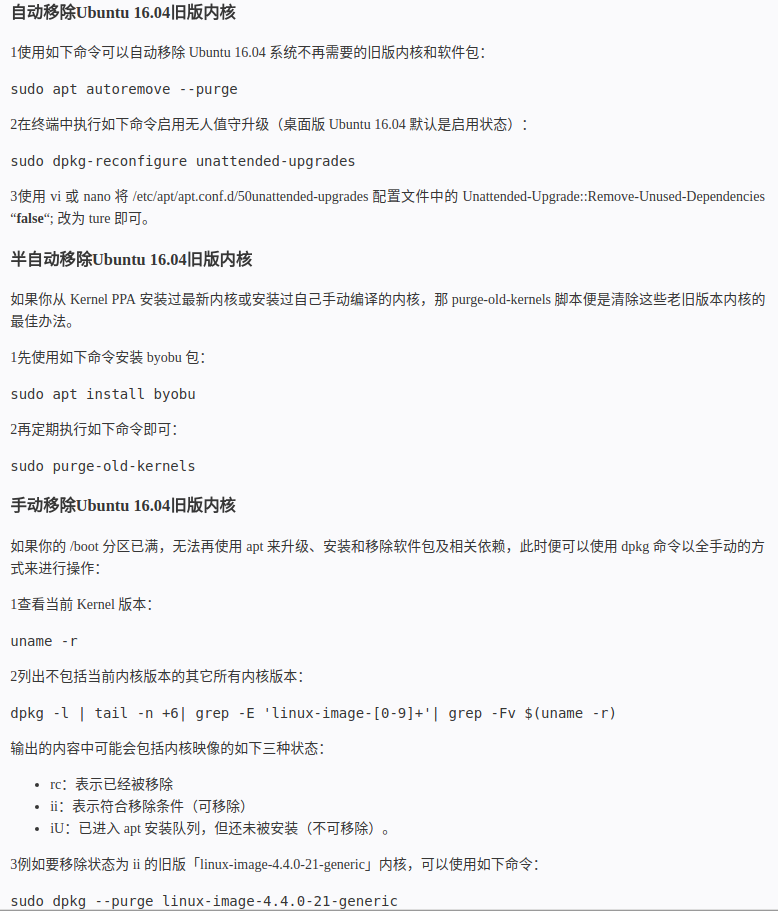 自动移除Ubuntu 16.04旧版内核
1使用如下命令可以自动移除 Ubuntu 16.04 系统不再需要的旧版内核和软件包：
sudo apt autoremove --purge
2在终端中执行如下命令启用无人值守升级（桌面版 Ubuntu 16.04 默认是启用状态）：
sudo dpkg-reconfigure unattended-upgrades
3使用 vi 或 nano 将 /etc/apt/apt.conf.d/50unattended-upgrades 配置文件中的 Unattended-Upgrade::Remove-Unused-Dependencies
“false“; 改为 ture 即可。
半自动移除Ubuntu 16.04旧版内核
如果你从 Kernel PPA 安装过最新内核或安装过自己手动编译的内核，那 purge-old-kernels 脚本便是清除这些老旧版本内核的
最佳办法。
1先使用如下命令安装 byobu 包：
sudo apt install byobu
2再定期执行如下命令即可：
sudo purge-old-kernels
手动移除Ubuntu 16.04旧版内核
如果你的 /boot 分区已满，无法再使用 apt 来升级、安装和移除软件包及相关依赖，此时便可以使用 dpkg 命令以全手动的方
式来进行操作：
1查看当前 Kernel 版本：
uname -r
2列出不包括当前内核版本的其它所有内核版本：
dpkg -l | tail -n +6| grep -E 'linux-image-[0-9]+'| grep -Fv $(uname -r)
输出的内容中可能会包括内核映像的如下三种状态：
• rc：表示已经被移除
• ii：表示符合移除条件（可移除）
• iU：已进入 apt 安装队列，但还未被安装（不可移除）。
3例如要移除状态为 ii 的旧版「linux-image-4.4.0-21-generic」内核，可以使用如下命令：
sudo dpkg --purge linux-image-4.4.0-21-generic